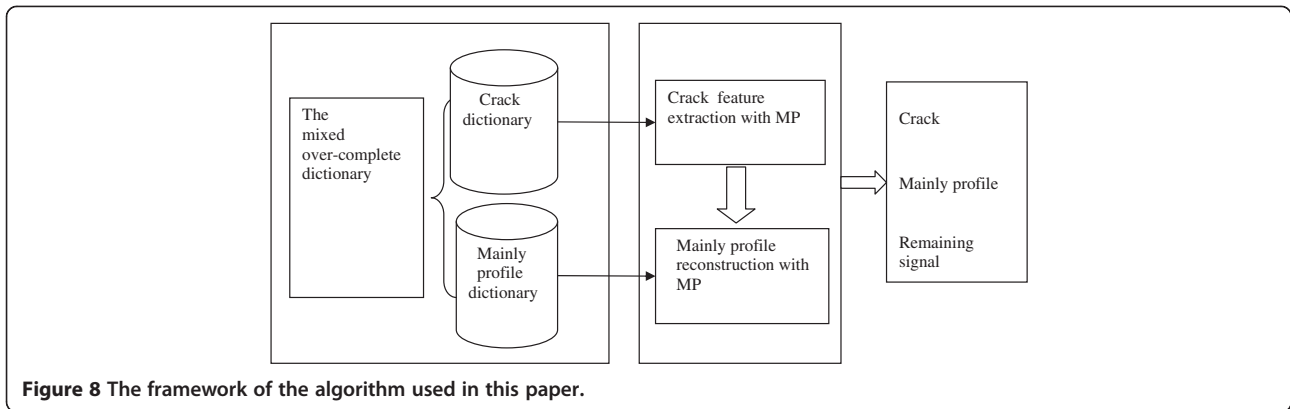 The
mixed
over-complete
dictionary
Crack
dictionary
Mainly
profile
dictionary
Crack feature
extraction with MP
Mainly profile
reconstruction with
MP
Crack
Mainly profile
Remaining
signal
Figure 8 The framework of the algorithm used in this paper.